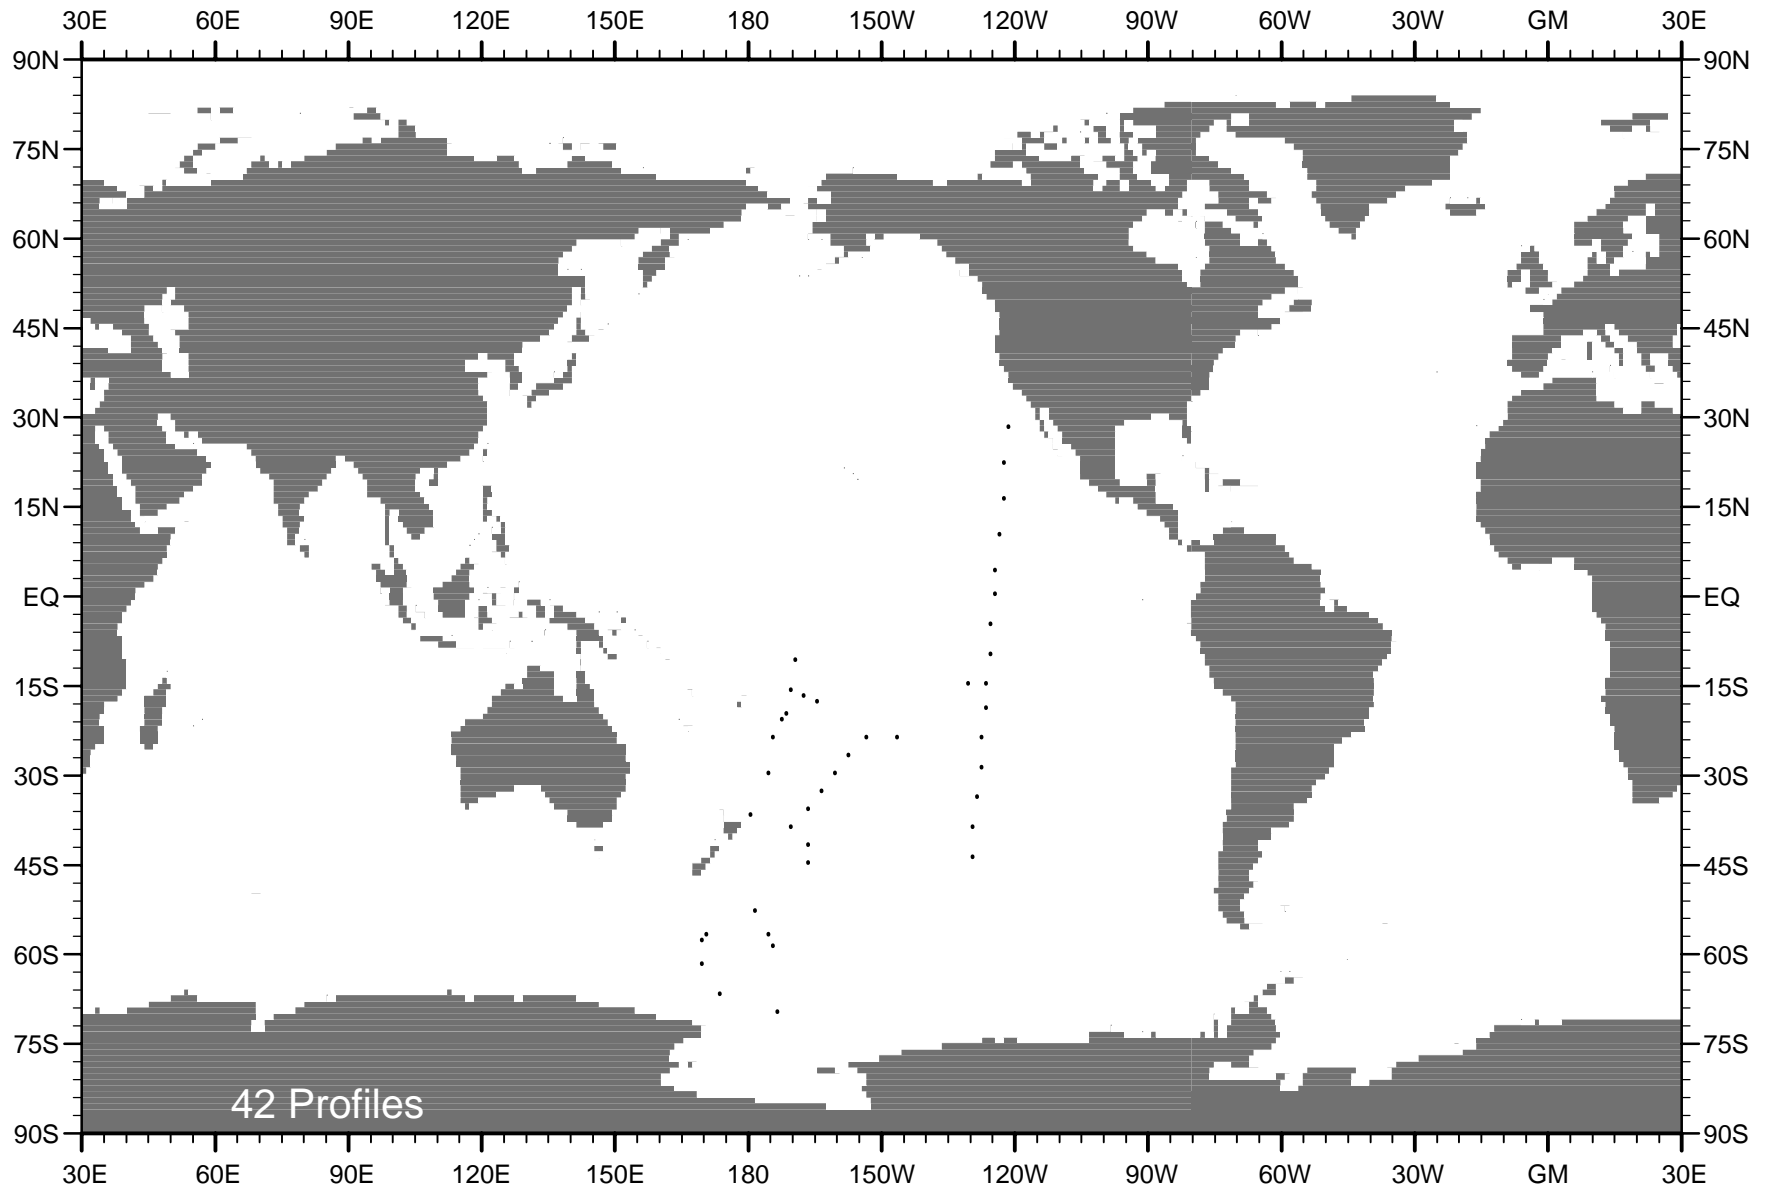 30E 60E 90E 120E 150E 180 150W 120W 90W 60W 30W GM 30E
90N 90N
75N 75N
60N 60N
45N 45N
30N 30N
15N 15N
EQ EQ
15S 15S
30S 30S
45S 45S
60S 60S
75S 75S
42 Profiles
90S 90S
30E 60E 90E 120E 150E 180 150W 120W 90W 60W 30W GM 30E